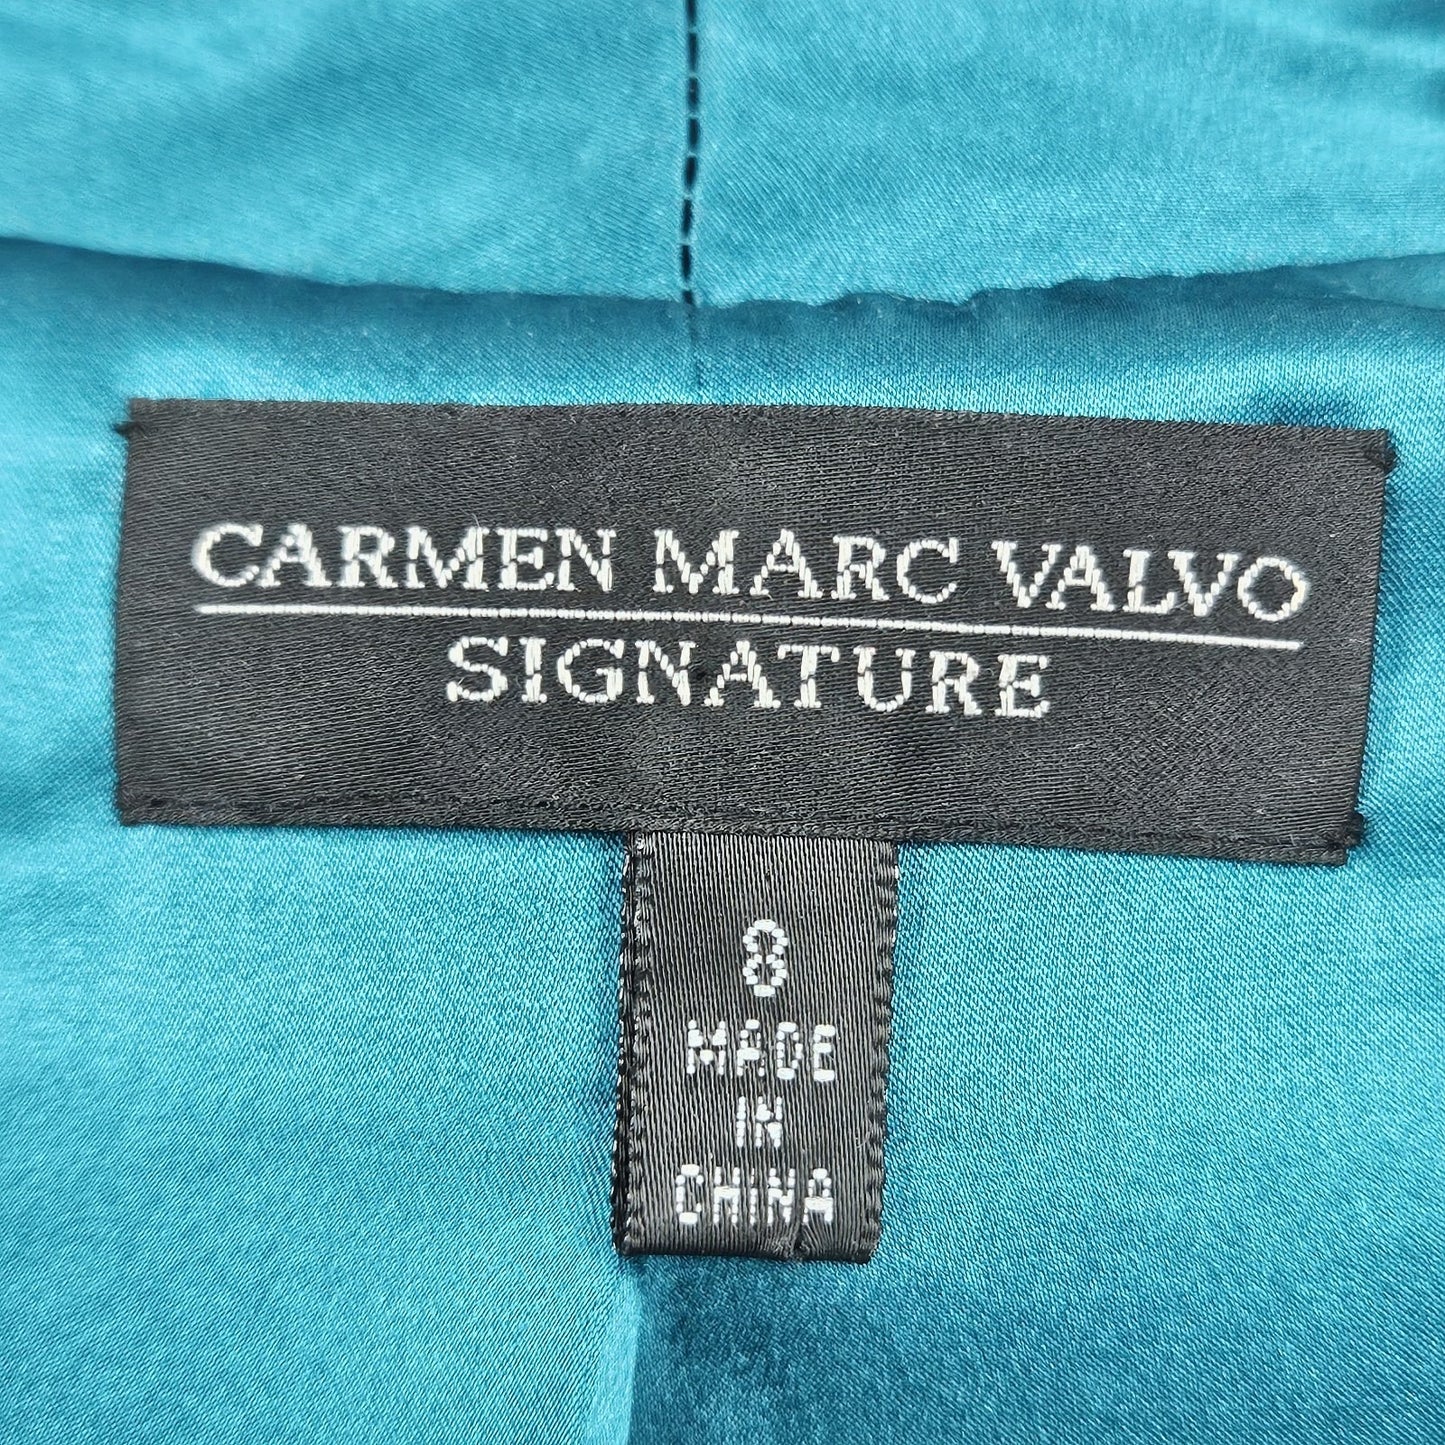 CARMEN MARC VALVO
SIGNATURE
8
MADE
IN
CHINA